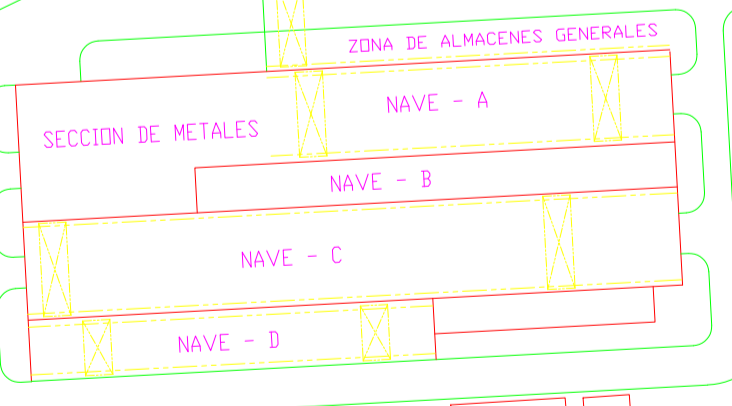 ZONA DE ALMACENES GENERALES
NAVE - A
SECCION DE METALES
NAVE - B
NAVE - C
NAVE - D